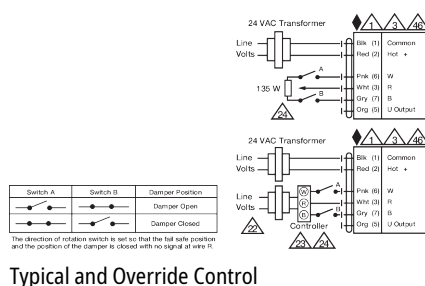 24 VAC Transformer
1 3 46
Line
Volts
Blk (1) Common
Red (2) Hot +
A
Pnk (6) W
135 W
Wht (3) R
B
Gry (7) B
24
Org (5) U Output
24 VAC Transformer
1 3 46
Line
Volts
Blk (1) Common
Red (2) Hot +
A
Line
Volts
W
Pnk (6) W
R
Wht (3) R
B
B
Gry (7) B
22
Controller
Org (5) U Output
23 24
Switch A Switch B Damper Position
Damper Open
Damper Closed
The direction of rotation switch is set so that the fail safe position
and the position of the damper is closed with no signal at wire R.
Typical and Override Control